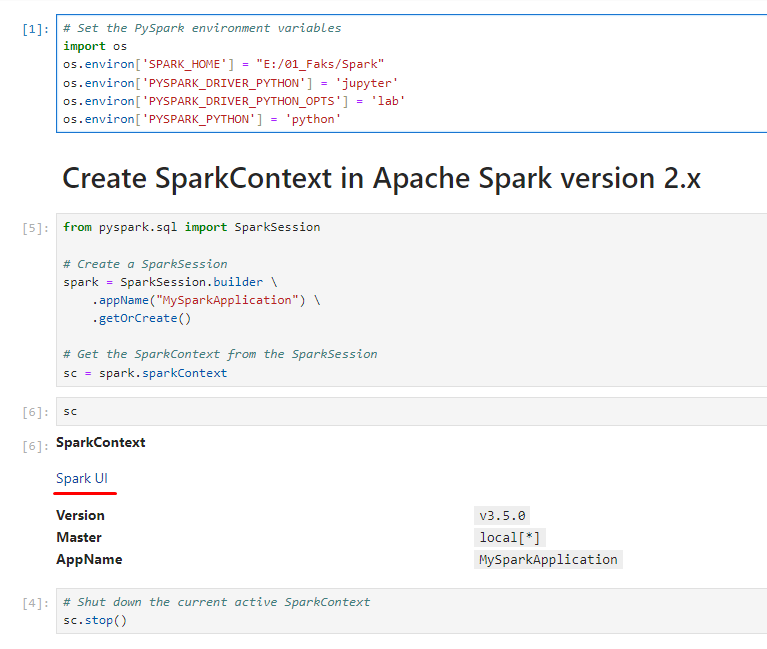 [1]: # Set the PySpark environment variables
import os
os.environ['SPARK_HOME'] = "E:/01_Faks/Spark"
os.environ['PYSPARK_DRIVER_PYTHON'] = 'jupyter'
os.environ['PYSPARK_DRIVER_PYTHON_OPTS'] = 'lab'
os.environ['PYSPARK_PYTHON'] = 'python'
Create SparkContext in Apache Spark version 2.x
[5]: from pyspark.sql import SparkSession
# Create a SparkSession
spark = SparkSession.builder \
    .appName("MySparkApplication") \
    .getOrCreate()
# Get the SparkContext from the SparkSession
sc = spark.sparkContext
[6]: sc
[6]: SparkContext
Spark UI
Version v3.5.0
Master local[*]
AppName MySparkApplication
[4]: # Shut down the current active SparkContext
sc.stop()